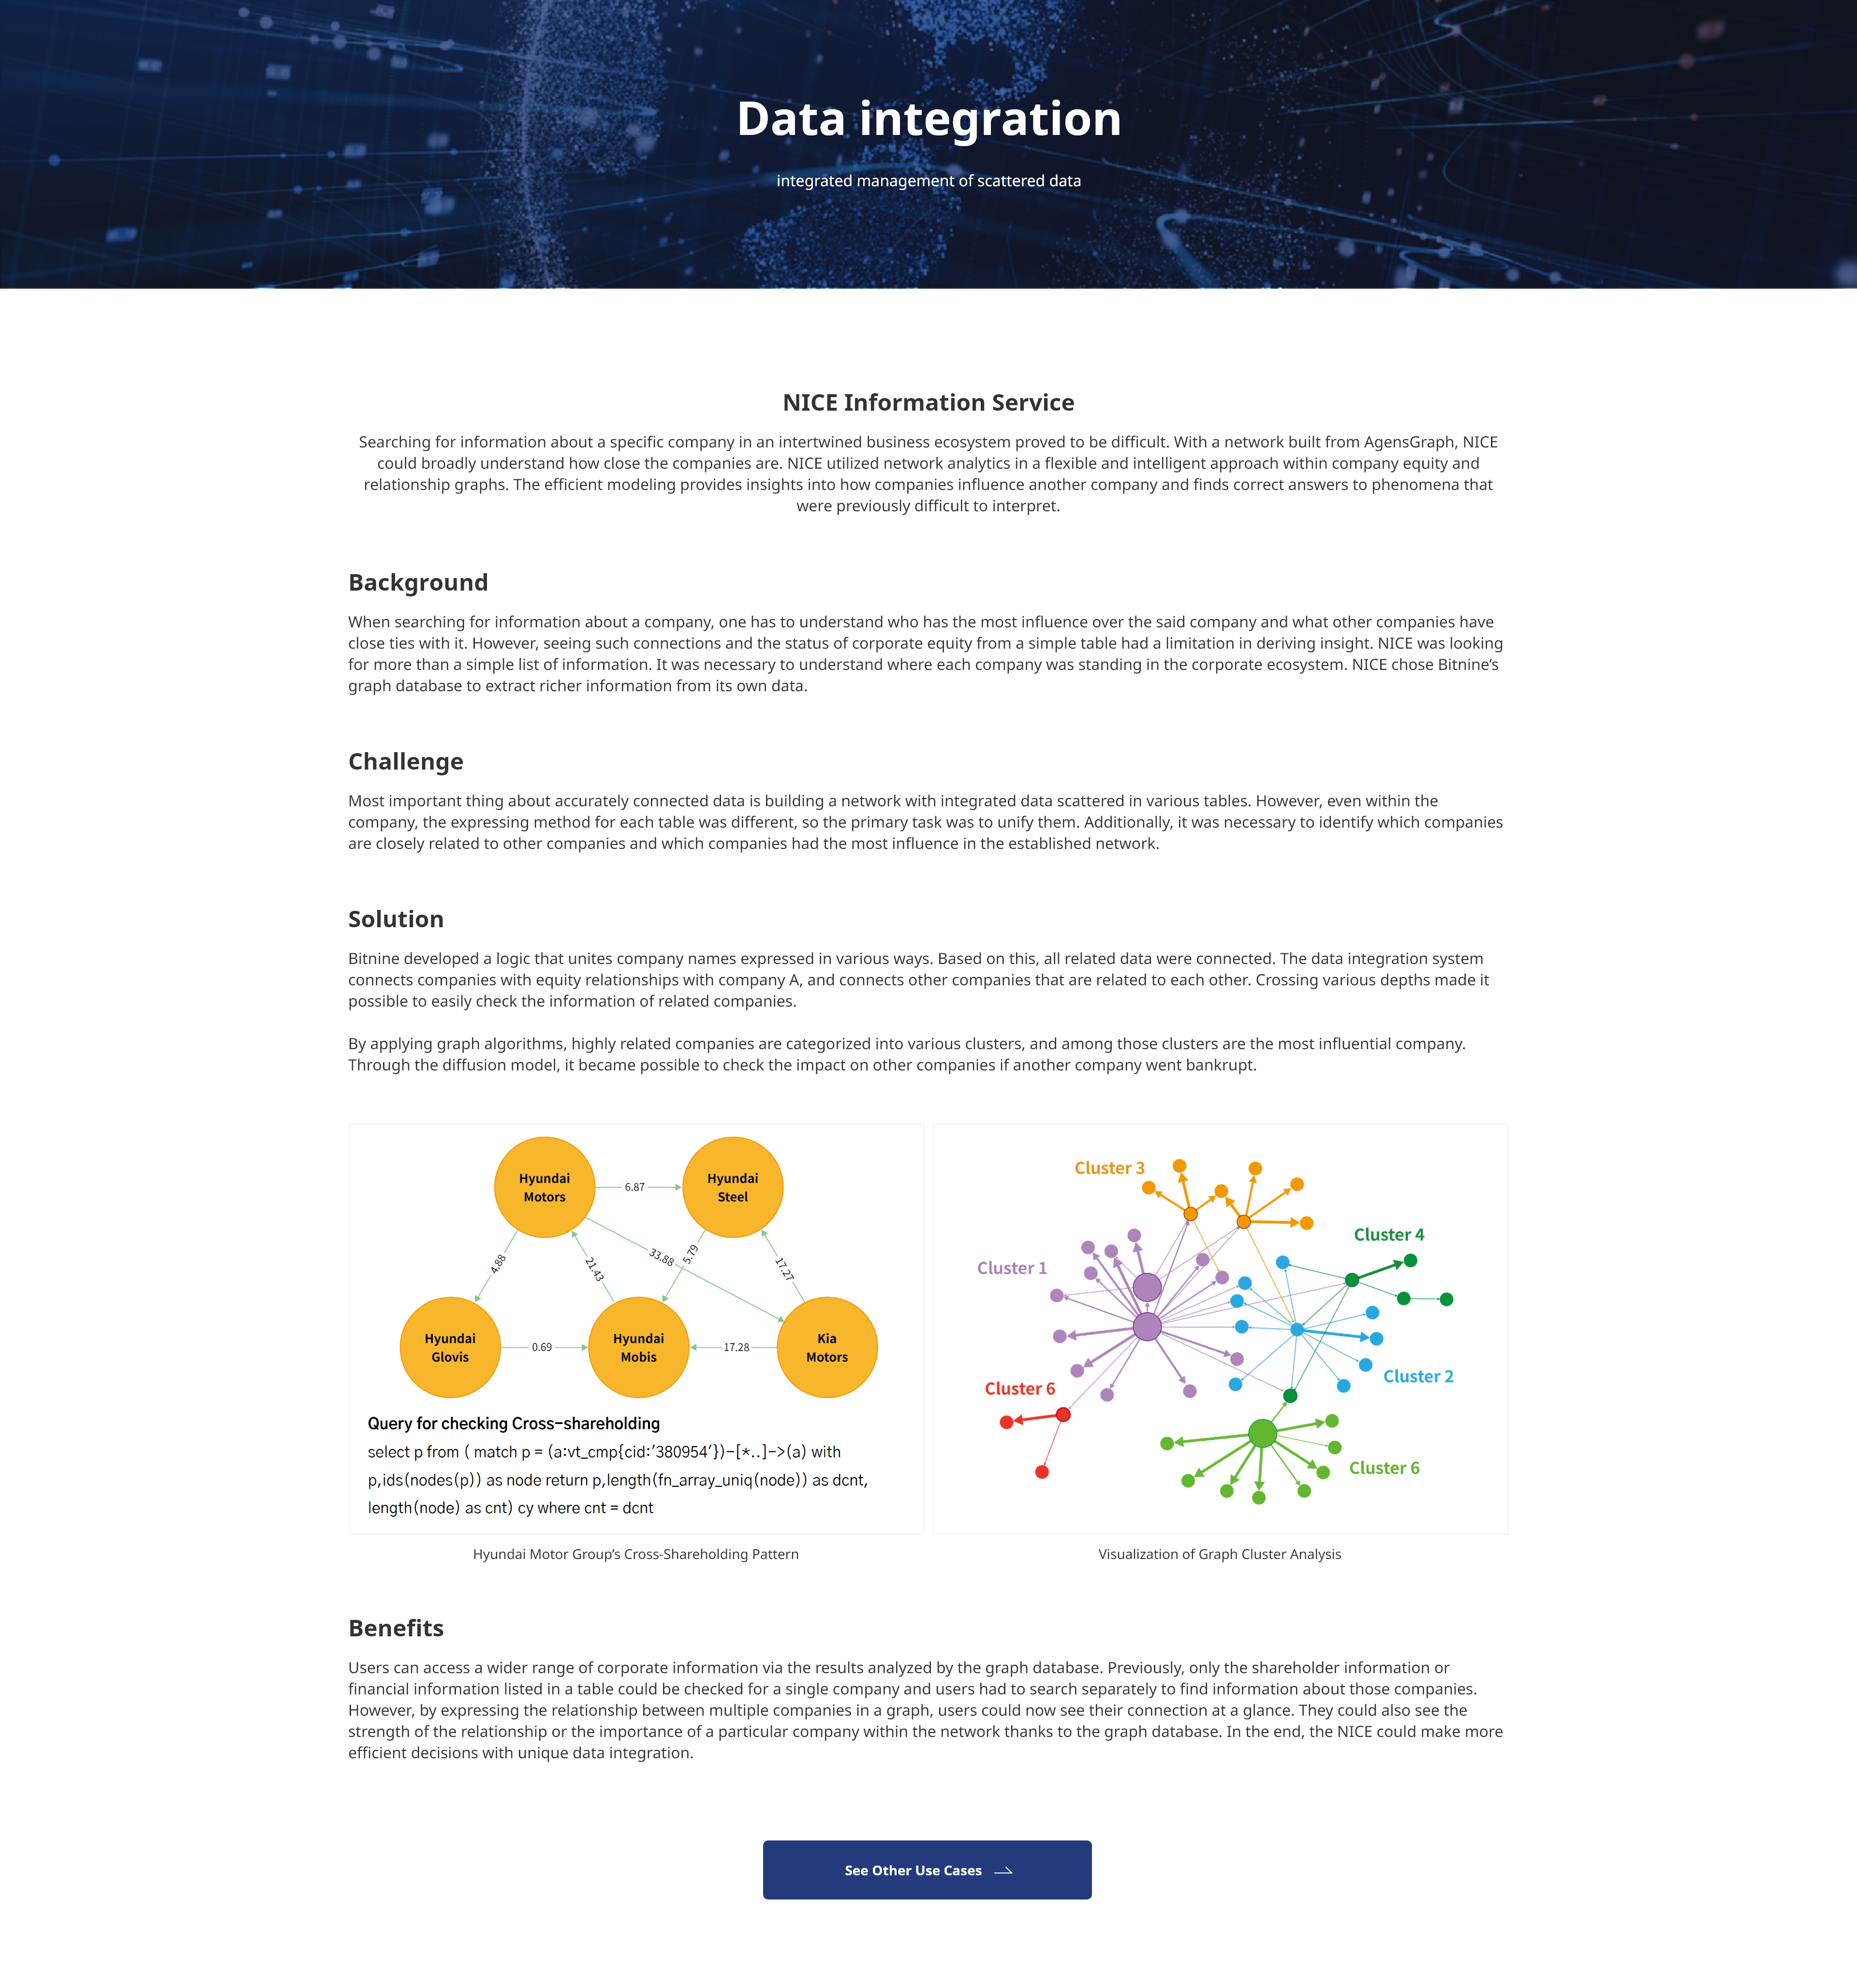 Data integration
integrated management of scattered data
NICE Information Service
Searching for information about a specific company in an intertwined business ecosystem proved to be difficult. With a network built from AgensGraph, NICE
could broadly understand how close the companies are. NICE utilized network analytics in a flexible and intelligent approach within company equity and
relationship graphs. The efficient modeling provides insights into how companies influence another company and finds correct answers to phenomena that
were previously difficult to interpret.
Background
When searching for information about a company, one has to understand who has the most influence over the said company and what other companies have
close ties with it. However, seeing such connections and the status of corporate equity from a simple table had a limitation in deriving insight. NICE was looking
for more than a simple list of information. It was necessary to understand where each company was standing in the corporate ecosystem. NICE chose Bitnine’s
graph database to extract richer information from its own data.
Challenge
Most important thing about accurately connected data is building a network with integrated data scattered in various tables. However, even within the
company, the expressing method for each table was different, so the primary task was to unify them. Additionally, it was necessary to identify which companies
are closely related to other companies and which companies had the most influence in the established network.
Solution
Bitnine developed a logic that unites company names expressed in various ways. Based on this, all related data were connected. The data integration system
connects companies with equity relationships with company A, and connects other companies that are related to each other. Crossing various depths made it
possible to easily check the information of related companies.
By applying graph algorithms, highly related companies are categorized into various clusters, and among those clusters are the most influential company.
Through the diffusion model, it became possible to check the impact on other companies if another company went bankrupt.
Hyundai
Motors
6.87
Hyundai
Steel
4.88
21.43
33.88
5.79
17.27
Hyundai
Glovis
0.69
Hyundai
Mobis
17.28
Kia
Motors
Query for checking Cross-shareholding
select p from ( match p = (a:vt_cmp{cid:’380954’})-[*..]->(a) with
p,ids(nodes(p)) as node return p,length(fn_array_uniq(node)) as dcnt,
length(node) as cnt) cy where cnt = dcnt
Hyundai Motor Group’s Cross-Shareholding Pattern
Cluster 3
Cluster 4
Cluster 1
Cluster 2
Cluster 6
Cluster 6
Visualization of Graph Cluster Analysis
Benefits
Users can access a wider range of corporate information via the results analyzed by the graph database. Previously, only the shareholder information or
financial information listed in a table could be checked for a single company and users had to search separately to find information about those companies.
However, by expressing the relationship between multiple companies in a graph, users could now see their connection at a glance. They could also see the
strength of the relationship or the importance of a particular company within the network thanks to the graph database. In the end, the NICE could make more
efficient decisions with unique data integration.
See Other Use Cases